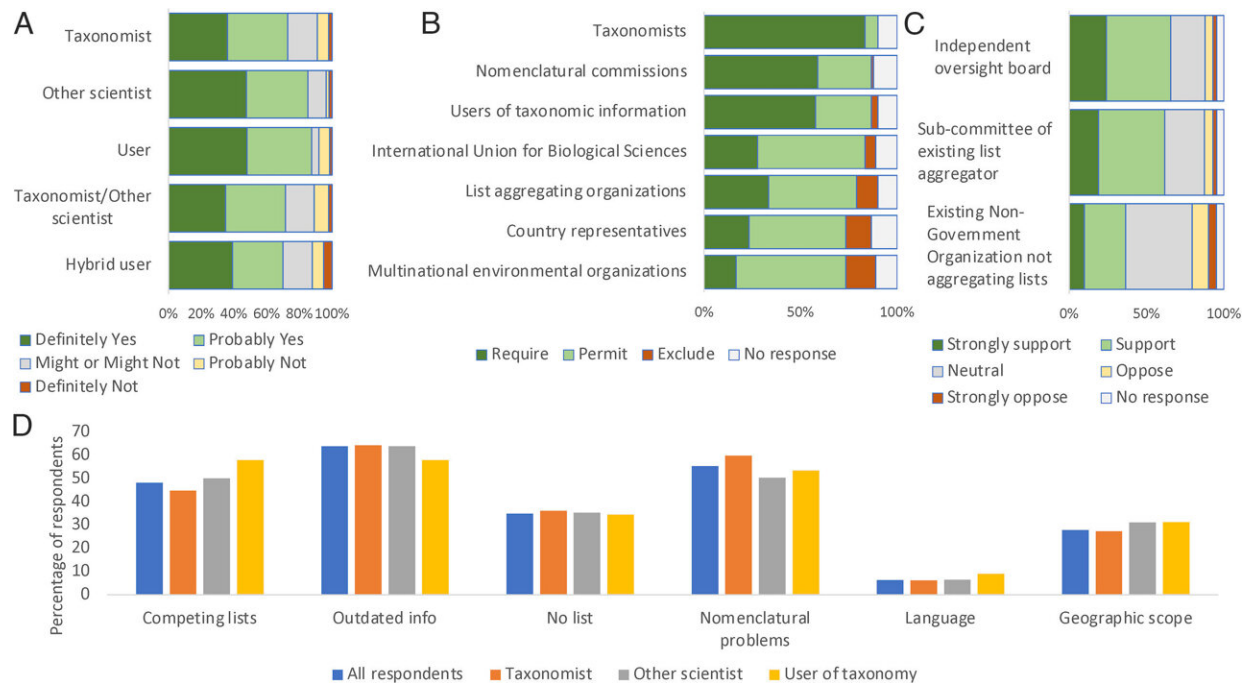 A
Taxonomist
Other scientist
User
Taxonomist/Other
scientist
Hybrid user
0% 20% 40% 60% 80% 100%
Definitely Yes Probably Yes
Might or Might Not Probably Not
Definitely Not
B
Taxonomists
Nomenclatural commissions
Users of taxonomic information
International Union for Biological Sciences
List aggregating organizations
Country representatives
Multinational environmental organizations
0% 50% 100%
Require Permit Exclude No response
C
Independent
oversight board
Sub-committee of
existing list
aggregator
Existing Non-
Government
Organization not
aggregating lists
0% 50% 100%
Strongly support Support
Neutral Oppose
Strongly oppose No response
D
Percentage of respondents
70
60
50
40
30
20
10
0
Competing lists Outdated info No list Nomenclatural Language Geographic scope
problems
All respondents Taxonomist Other scientist User of taxonomy